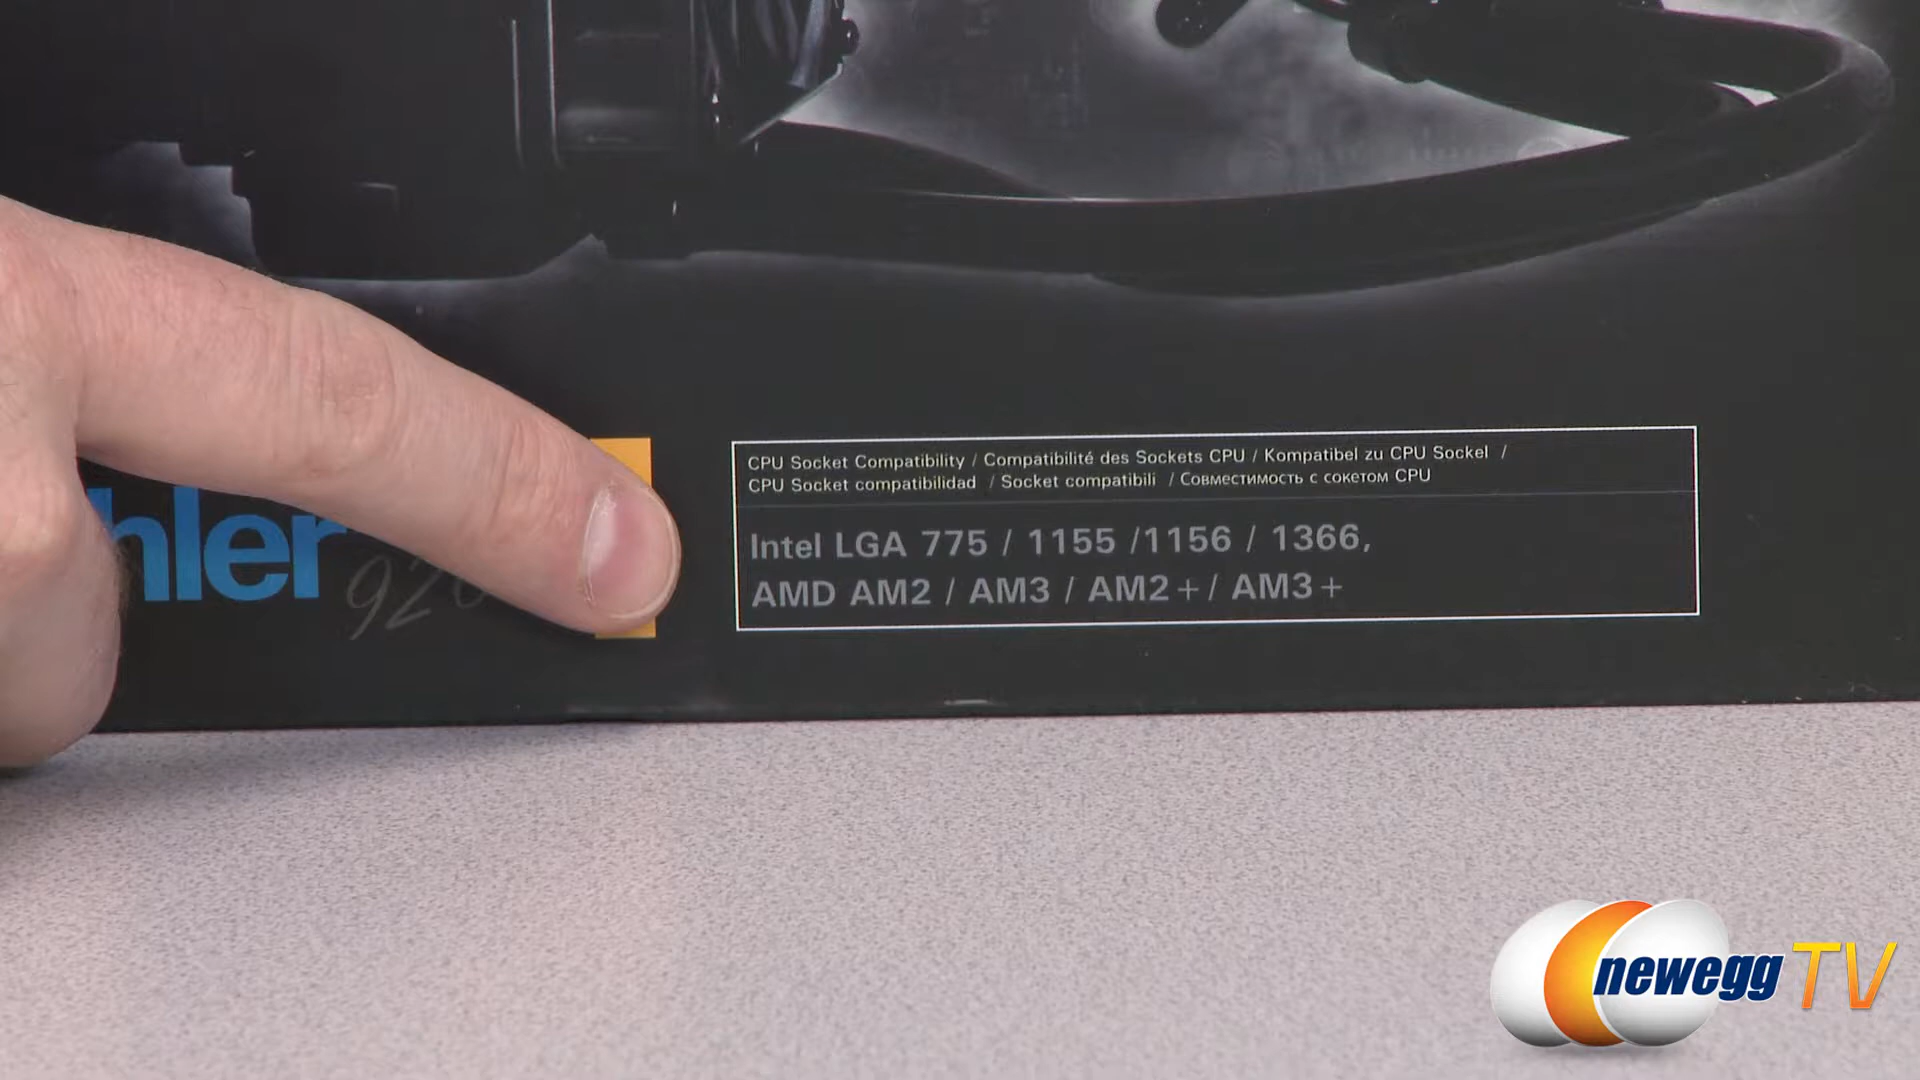 CPU Socket Compatibility / Compatibilité des Sockets CPU / Kompatibel zu CPU Sockel /
CPU Socket compatibilidad / Socket compatibili / Совместимость с сокетом CPU
Intel LGA 775 / 1155 /1156 / 1366,
AMD AM2 / AM3 / AM2+/ AM3+
hler
newegg TV